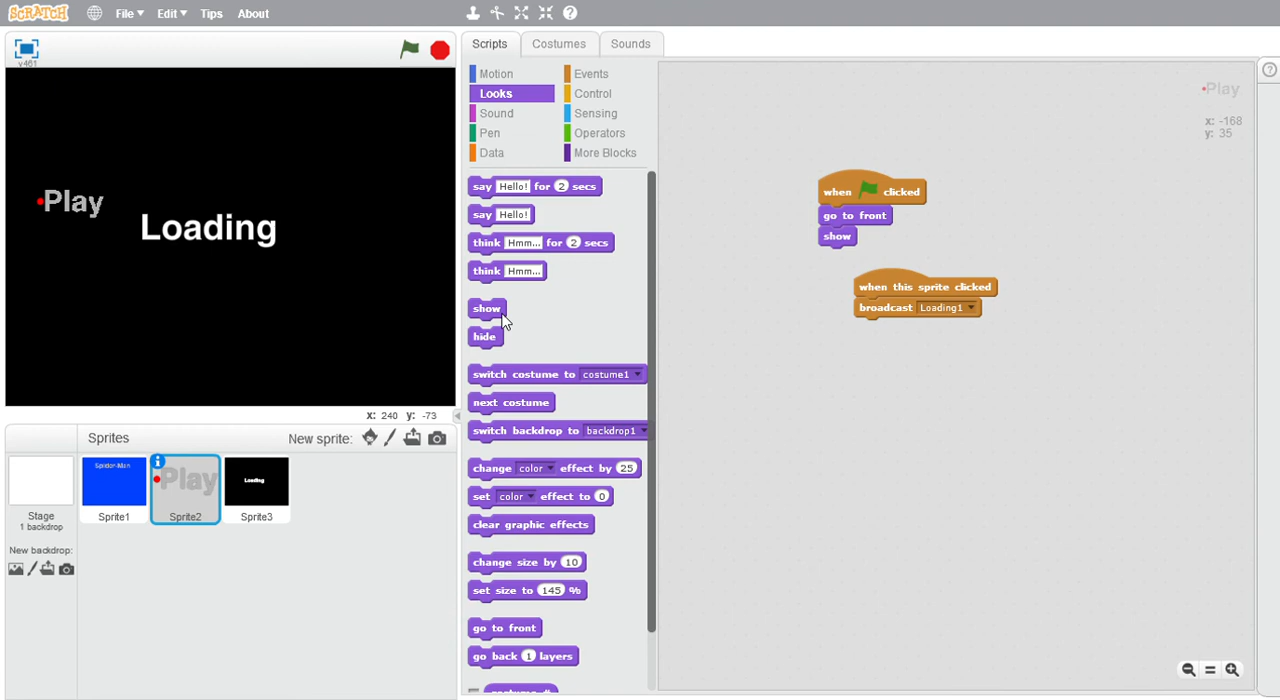 SCRATCH File Edit Tips About
v461
Scripts Costumes Sounds
Motion Events
Looks Control
Sound Sensing
Pen Operators
Data More Blocks
Play
Loading
x: 240 y: -73
say Hello! for 2 secs
say Hello!
think Hmm... for 2 secs
think Hmm...
show
hide
switch costume to costume1
next costume
switch backdrop to backdrop1
change color effect by 25
set color effect to 0
clear graphic effects
change size by 10
set size to 145 %
go to front
go back 1 layers
when clicked
go to front
show
when this sprite clicked
broadcast Loading1
Play
x: -168
y: 35
Sprites New sprite:
Stage
1 backdrop
New backdrop:
Spider-Man
Sprite1
Play
Sprite2
Loading
Sprite3